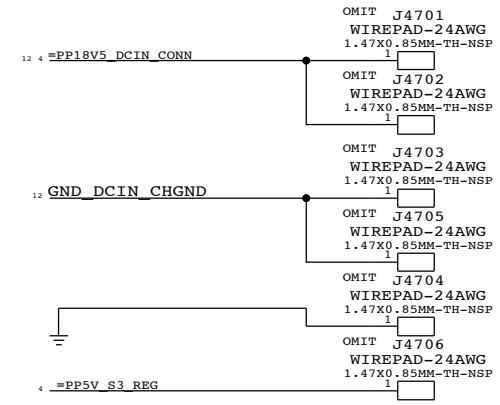 OMIT J4701
WIREPAD-24AWG
1.47X0.85MM-TH-NSP
12 4 =PP18V5_DCIN_CONN 1
OMIT J4702
WIREPAD-24AWG
1.47X0.85MM-TH-NSP
1
OMIT J4703
WIREPAD-24AWG
1.47X0.85MM-TH-NSP
12 GND_DCIN_CHGND 1
OMIT J4705
WIREPAD-24AWG
1.47X0.85MM-TH-NSP
1
OMIT J4704
WIREPAD-24AWG
1.47X0.85MM-TH-NSP
1
OMIT J4706
WIREPAD-24AWG
1.47X0.85MM-TH-NSP
4 =PP5V_S3_REG 1